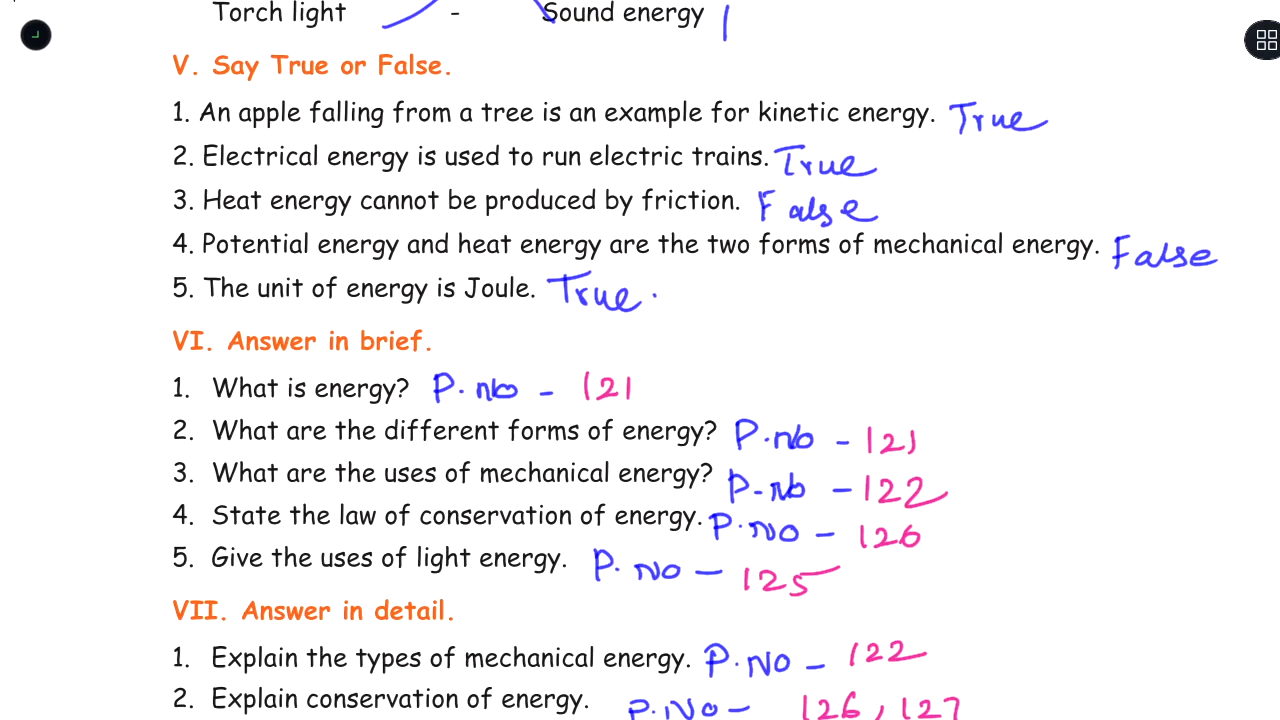 Torch light - Sound energy
V. Say True or False.
1. An apple falling from a tree is an example for kinetic energy. True
2. Electrical energy is used to run electric trains. True
3. Heat energy cannot be produced by friction. False
4. Potential energy and heat energy are the two forms of mechanical energy. False
5. The unit of energy is Joule. True.
VI. Answer in brief.
1. What is energy? P. No - 121
2. What are the different forms of energy? P. No - 121
3. What are the uses of mechanical energy? P. No - 122
4. State the law of conservation of energy. P. No - 126
5. Give the uses of light energy. P. No - 125
VII. Answer in detail.
1. Explain the types of mechanical energy. P. No - 122
2. Explain conservation of energy. P. No - 126, 127